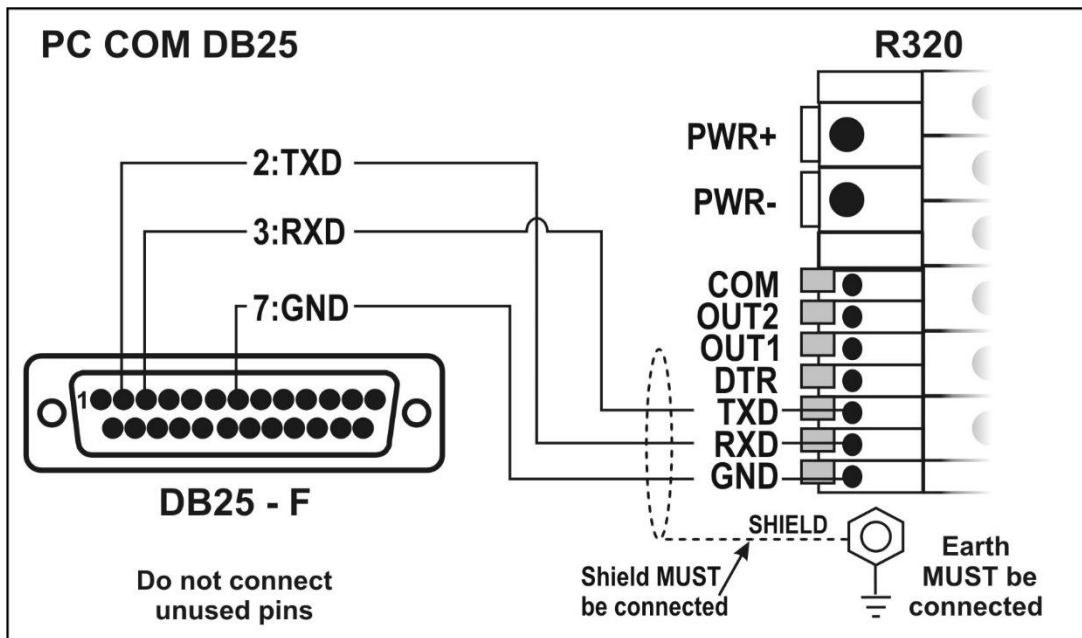 PC COM DB25
R320
PWR+
2:TXD
PWR-
3:RXD
COM
7:GND
OUT2
OUT1
DTR
1
TXD
RXD
GND
DB25 - F
SHIELD
Do not connect
unused pins
Shield MUST
be connected
Earth
MUST be
connected